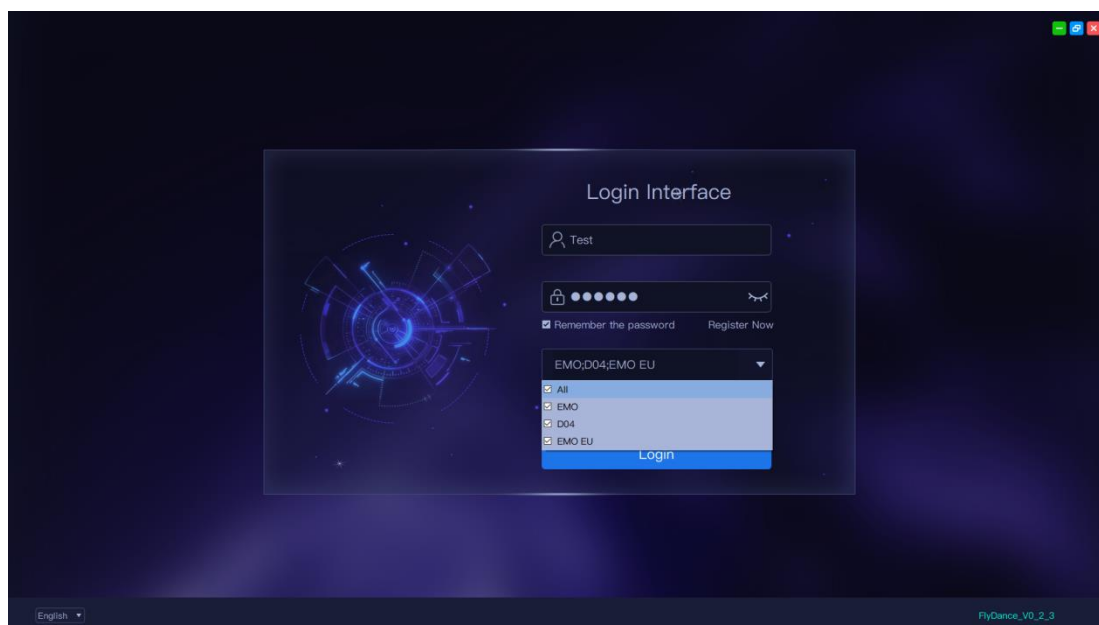 Login Interface
Test
Remember the password Register Now
EMO;D04;EMO EU
All
EMO
D04
EMO EU
Login
English
FlyDance_V0_2_3